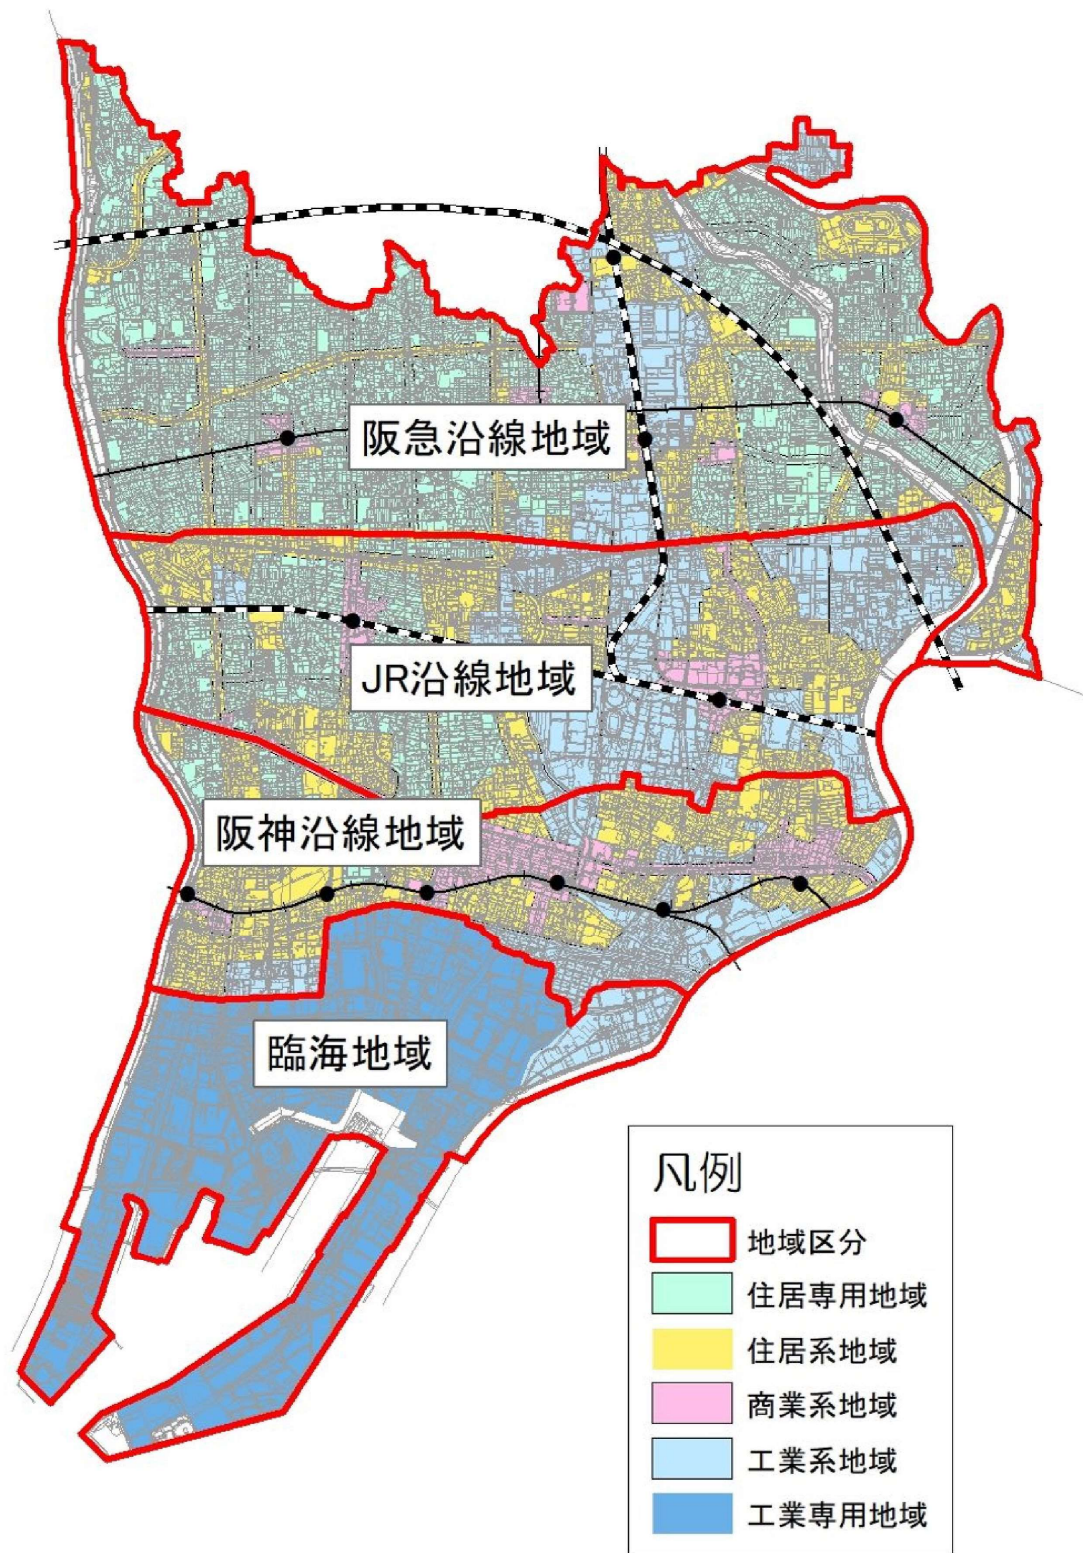 阪急沿線地域
JR沿線地域
阪神沿線地域
臨海地域
凡例
地域区分
住居専用地域
住居系地域
商業系地域
工業系地域
工業専用地域